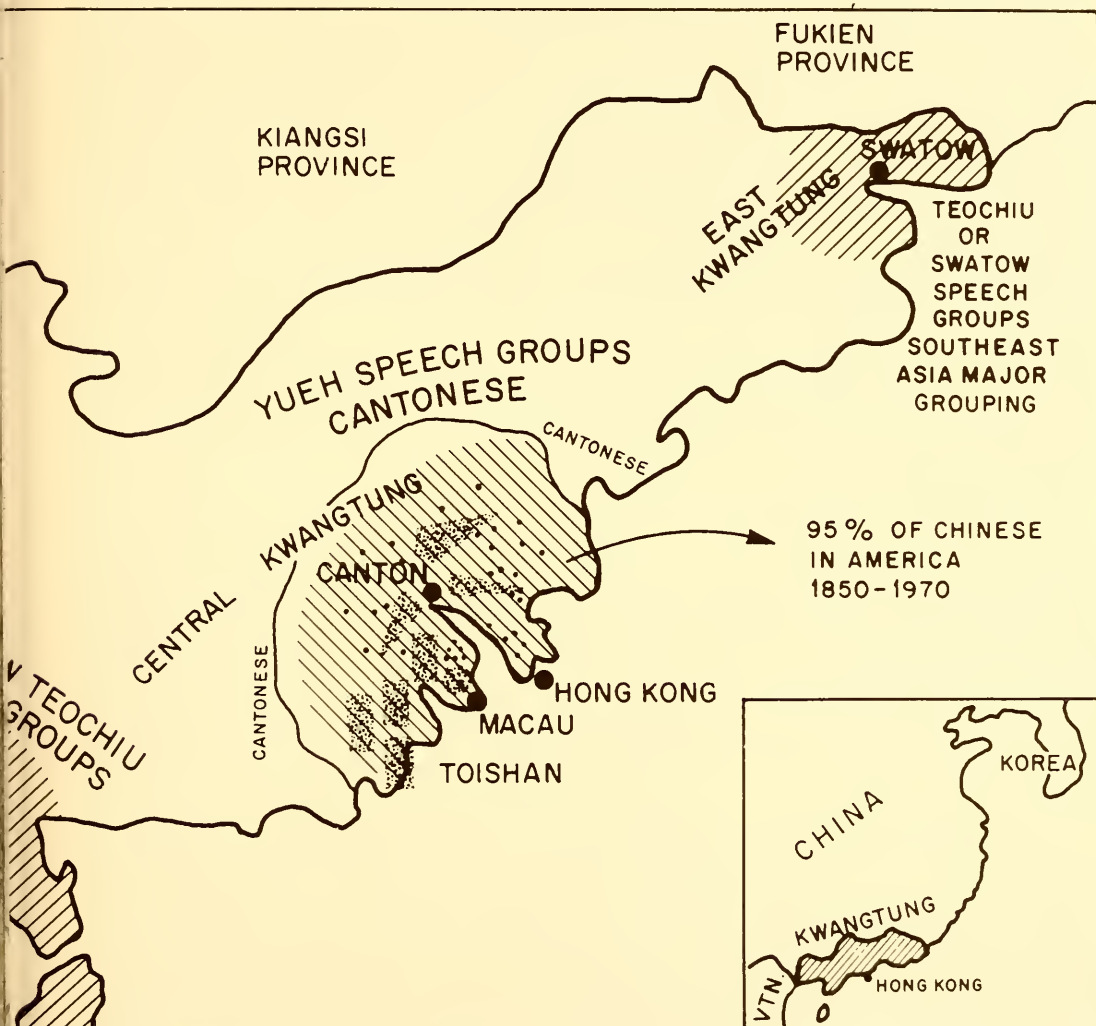 FUKIEN
PROVINCE
KIANGSI
PROVINCE
SWATOW
EAST
KWANGTUNG
TEOCHIU
OR
SWATOW
SPEECH
GROUPS
SOUTHEAST
ASIA MAJOR
GROUPING
YUEH SPEECH GROUPS
CANTONESE
CANTONESE
CENTRAL KWANGTUNG
CANTON
95% OF CHINESE
IN AMERICA
1850-1970
CANTONESE
HONG KONG
MACAU
TOISHAN
TEOCHIU
GROUPS
KOREA
CHINA
KWANGTUNG
HONG KONG
VTN.